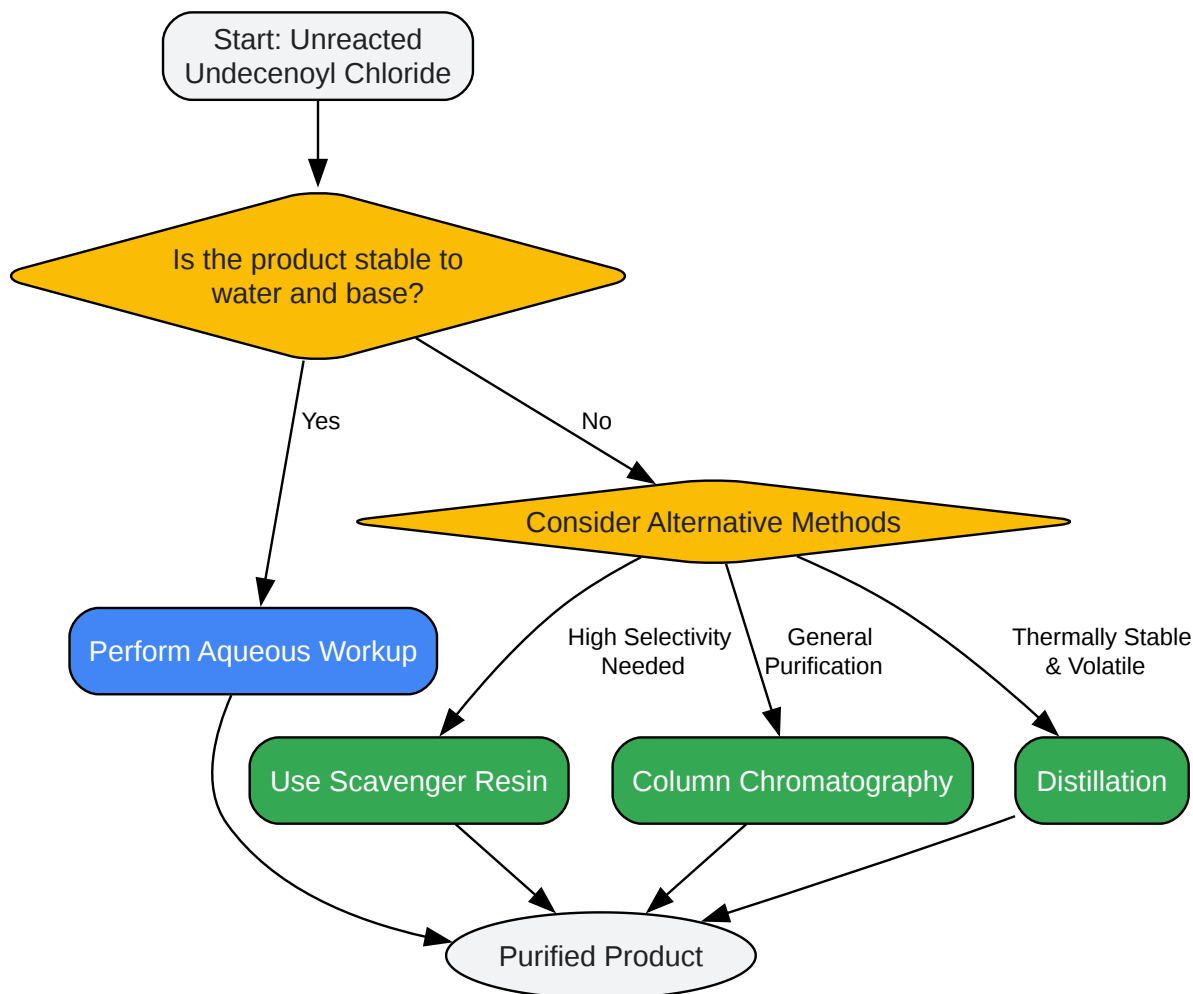 Start: Unreacted
Undecenoyl Chloride
Is the product stable to
water and base?
Yes
No
Consider Alternative Methods
Perform Aqueous Workup
High Selectivity
Needed
General
Purification
Thermally Stable
& Volatile
Use Scavenger Resin
Column Chromatography
Distillation
Purified Product